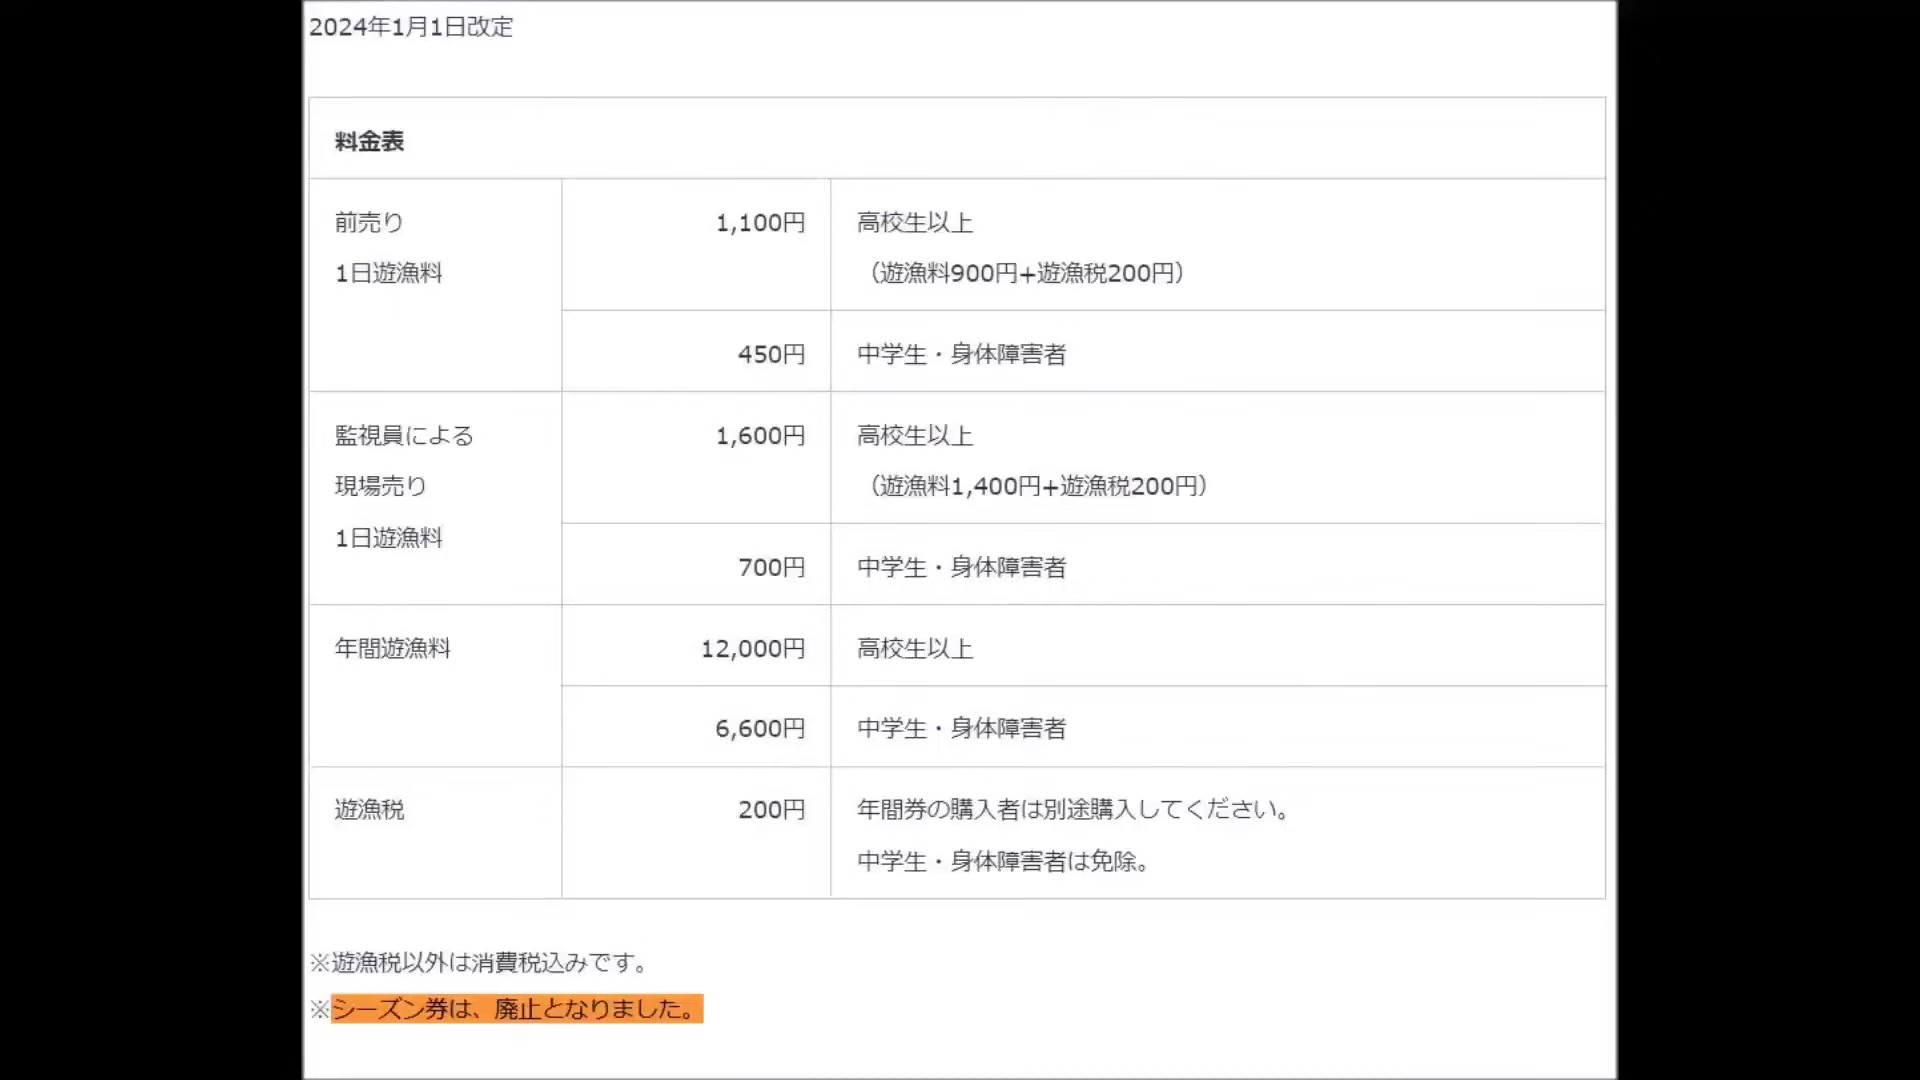 2024年1月1日改定
料金表
前売り
1日遊漁料
1,100円
高校生以上
（遊漁料900円+遊漁税200円）
450円
中学生・身体障害者
監視員による
現場売り
1日遊漁料
1,600円
高校生以上
（遊漁料1,400円+遊漁税200円）
700円
中学生・身体障害者
年間遊漁料
12,000円
高校生以上
6,600円
中学生・身体障害者
遊漁税
200円
年間券の購入者は別途購入してください。
中学生・身体障害者は免除。
※遊漁税以外は消費税込みです。
※シーズン券は、廃止となりました。